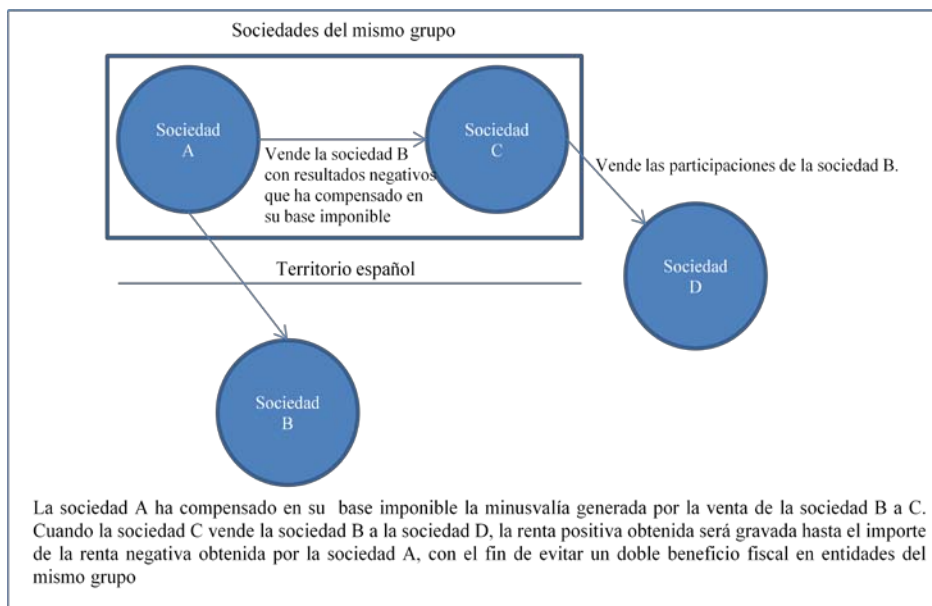 Sociedades del mismo grupo
Sociedad
A
Sociedad
C
Vende la sociedad B
con resultados negativos
que ha compensado en
su base imponible
Vende las participaciones de la sociedad B.
Territorio español
Sociedad
D
Sociedad
B
La sociedad A ha compensado en su base imponible la minusvalía generada por la venta de la sociedad B a C.
Cuando la sociedad C vende la sociedad B a la sociedad D, la renta positiva obtenida será gravada hasta el importe
de la renta negativa obtenida por la sociedad A, con el fin de evitar un doble beneficio fiscal en entidades del
mismo grupo